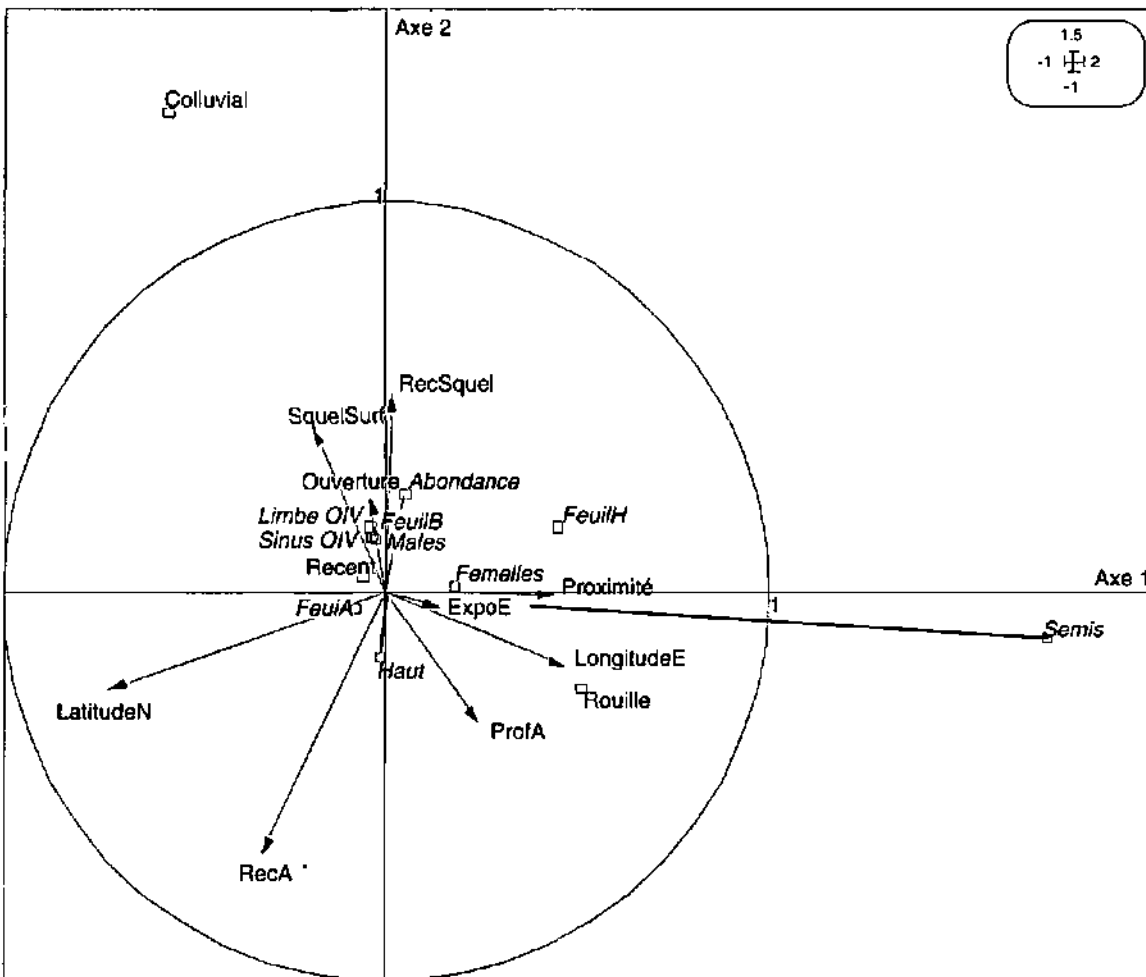 Axe 2
1.5
-1 2
-1
Colluvial
1
RecSquel
SquelSurf
Ouverture Abondance
Limbe OIV FeuilB FeuilH
Sinus OIV Males
Recent Femelles Proximité Axe 1
FeuiA ExpoE 1
Semis
Haut LongitudeE
Rouille
LatitudeN
ProfA
RecA